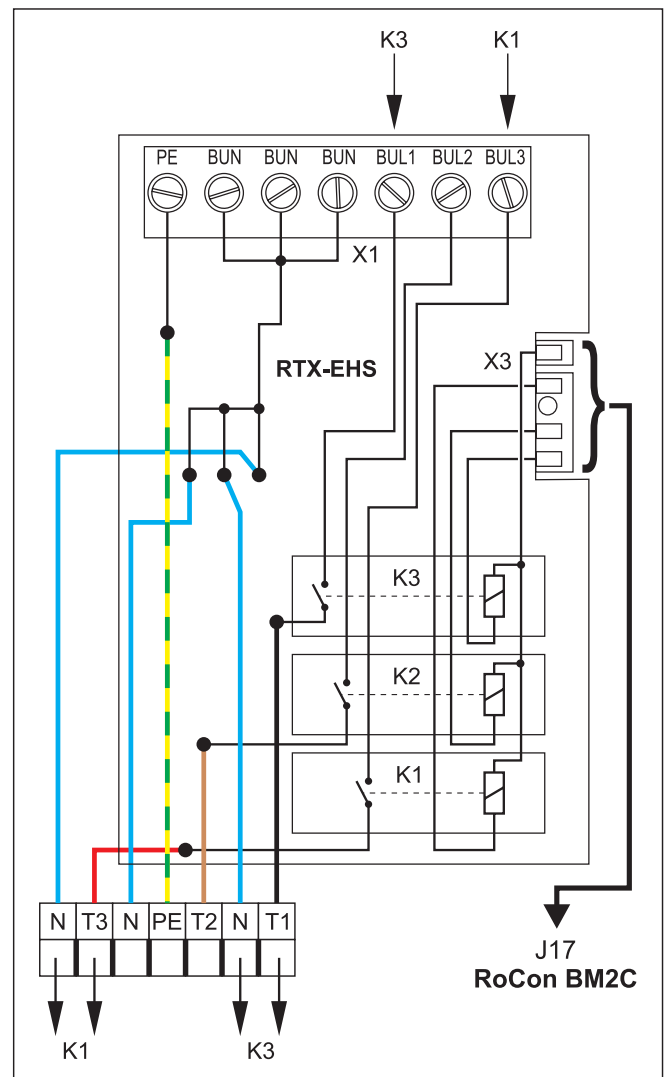 K3 K1
PE BUN BUN BUN BUL1 BUL2 BUL3
X1
RTX-EHS
X3
K3
K2
K1
N T3 N PE T2 N T1
J17
RoCon BM2C
K1 K3